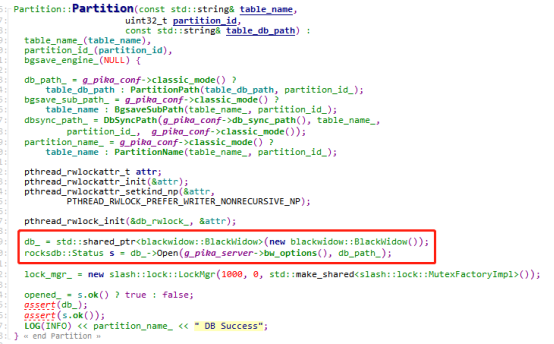 Partition::Partition(const std::string& table_name,
uint32_t partition_id,
const std::string& table_db_path) :
table_name_(table_name),
partition_id_(partition_id),
bgsave_engine_(NULL) {
db_path_ = g_pika_conf->classic_mode() ?
table_db_path : PartitionPath(table_db_path, partition_id_);
bgsave_sub_path_ = g_pika_conf->classic_mode() ?
table_name : BgsaveSubPath(table_name_, partition_id_);
dbsync_path_ = DbSyncPath(g_pika_conf->db_sync_path(), table_name_,
partition_id_, g_pika_conf->classic_mode());
partition_name_ = g_pika_conf->classic_mode() ?
table_name : PartitionName(table_name_, partition_id_);
pthread_rwlockattr_t attr;
pthread_rwlockattr_init(&attr);
pthread_rwlockattr_setkind_np(&attr,
PTHREAD_RWLOCK_PREFER_WRITER_NONRECURSIVE_NP);
pthread_rwlock_init(&db_rwlock_, &attr);
db_ = std::shared_ptr<blackwidow::BlackWidow>(new blackwidow::BlackWidow());
rocksdb::Status s = db_->Open(g_pika_server->bw_options(), db_path_);
lock_mgr_ = new slash::lock::LockMgr(1000, 0, std::make_shared<slash::lock::MutexFactoryImpl>());
opened_ = s.ok() ? true : false;
assert(db_);
assert(s.ok());
LOG(INFO) << partition_name_ << " DB Success";
} « end Partition »